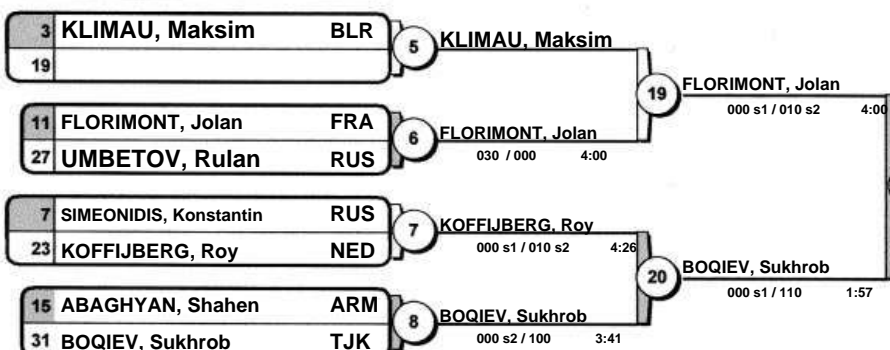 3 KLIMAU, Maksim BLR
19
5
KLIMAU, Maksim
11 FLORIMONT, Jolan FRA
27 UMBETOV, Rulan RUS
6
FLORIMONT, Jolan
030 / 000 4:00
19
FLORIMONT, Jolan
000 s1 / 010 s2 4:00
7 SIMEONIDIS, Konstantin RUS
23 KOFFIJBERG, Roy NED
7
KOFFIJBERG, Roy
000 s1 / 010 s2 4:26
15 ABAGHYAN, Shahen ARM
31 BOQIEV, Sukhrob TJK
8
BOQIEV, Sukhrob
000 s2 / 100 3:41
20
BOQIEV, Sukhrob
000 s1 / 110 1:57